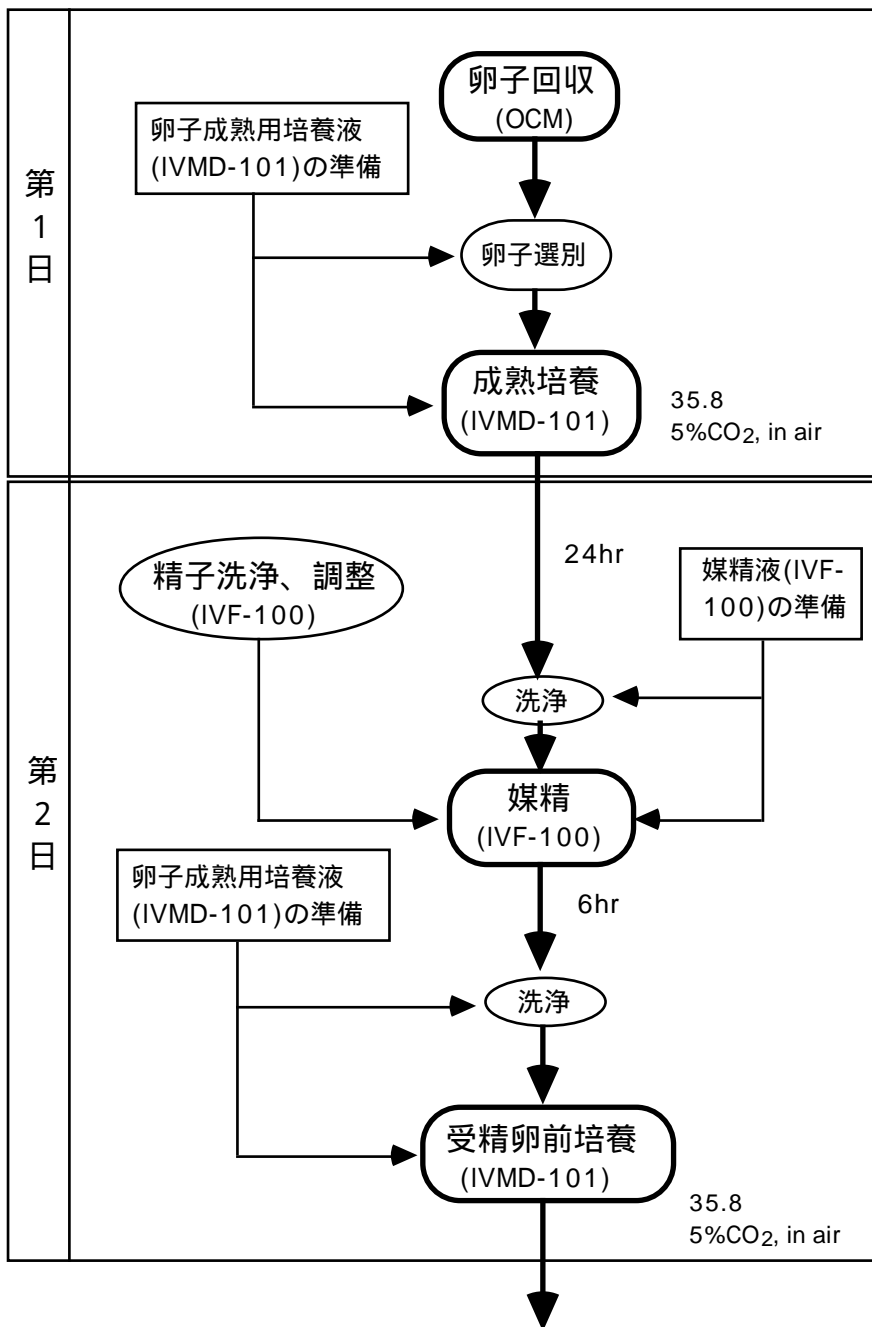 第
1
日
卵子回収
(OCM)
卵子成熟用培養液
(IVMD-101)の準備
卵子選別
成熟培養
(IVMD-101)
35.8
5%CO2, in air
第
2
日
24hr
精子洗浄、調整
(IVF-100)
媒精液(IVF-
100)の準備
洗浄
媒精
(IVF-100)
6hr
卵子成熟用培養液
(IVMD-101)の準備
洗浄
受精卵前培養
(IVMD-101)
35.8
5%CO2, in air